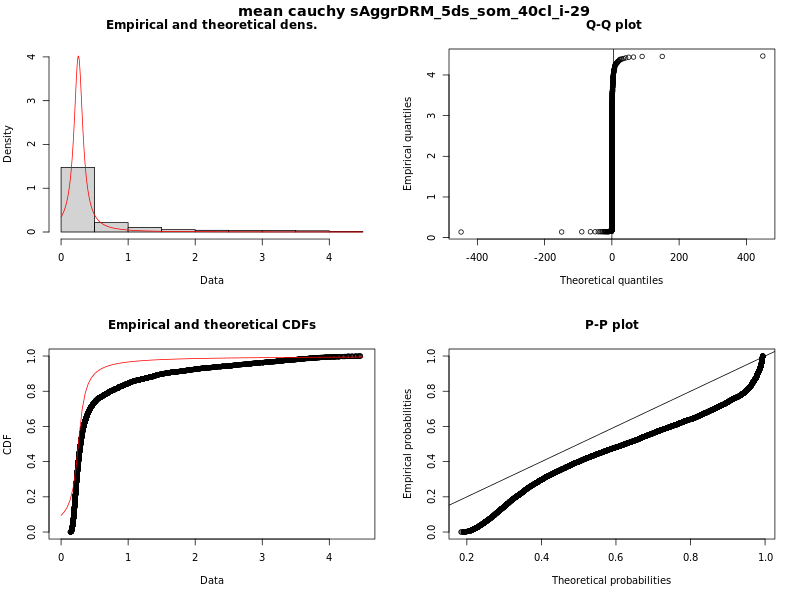 mean cauchy sAggrDRM_5ds_som_40cl_i-29
Empirical and theoretical dens.
Density
0 1 2 3 4
0 1 2 3 4
Data
Q-Q plot
Empirical quantiles
0 1 2 3 4
-400 -200 0 200 400
Theoretical quantiles
Empirical and theoretical CDFs
CDF
0.0 0.2 0.4 0.6 0.8 1.0
0 1 2 3 4
Data
P-P plot
Empirical probabilities
0.0 0.2 0.4 0.6 0.8 1.0
0.2 0.4 0.6 0.8 1.0
Theoretical probabilities